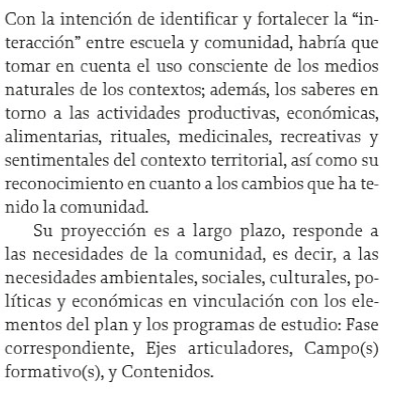 Con la intención de identificar y fortalecer la “in-
teracción” entre escuela y comunidad, habría que
tomar en cuenta el uso consciente de los medios
naturales de los contextos; además, los saberes en
torno a las actividades productivas, económicas,
alimentarias, rituales, medicinales, recreativas y
sentimentales del contexto territorial, así como su
reconocimiento en cuanto a los cambios que ha te-
nido la comunidad.
Su proyección es a largo plazo, responde a
las necesidades de la comunidad, es decir, a las
necesidades ambientales, sociales, culturales, po-
líticas y económicas en vinculación con los ele-
mentos del plan y los programas de estudio: Fase
correspondiente, Ejes articuladores, Campo(s)
formativo(s), y Contenidos.